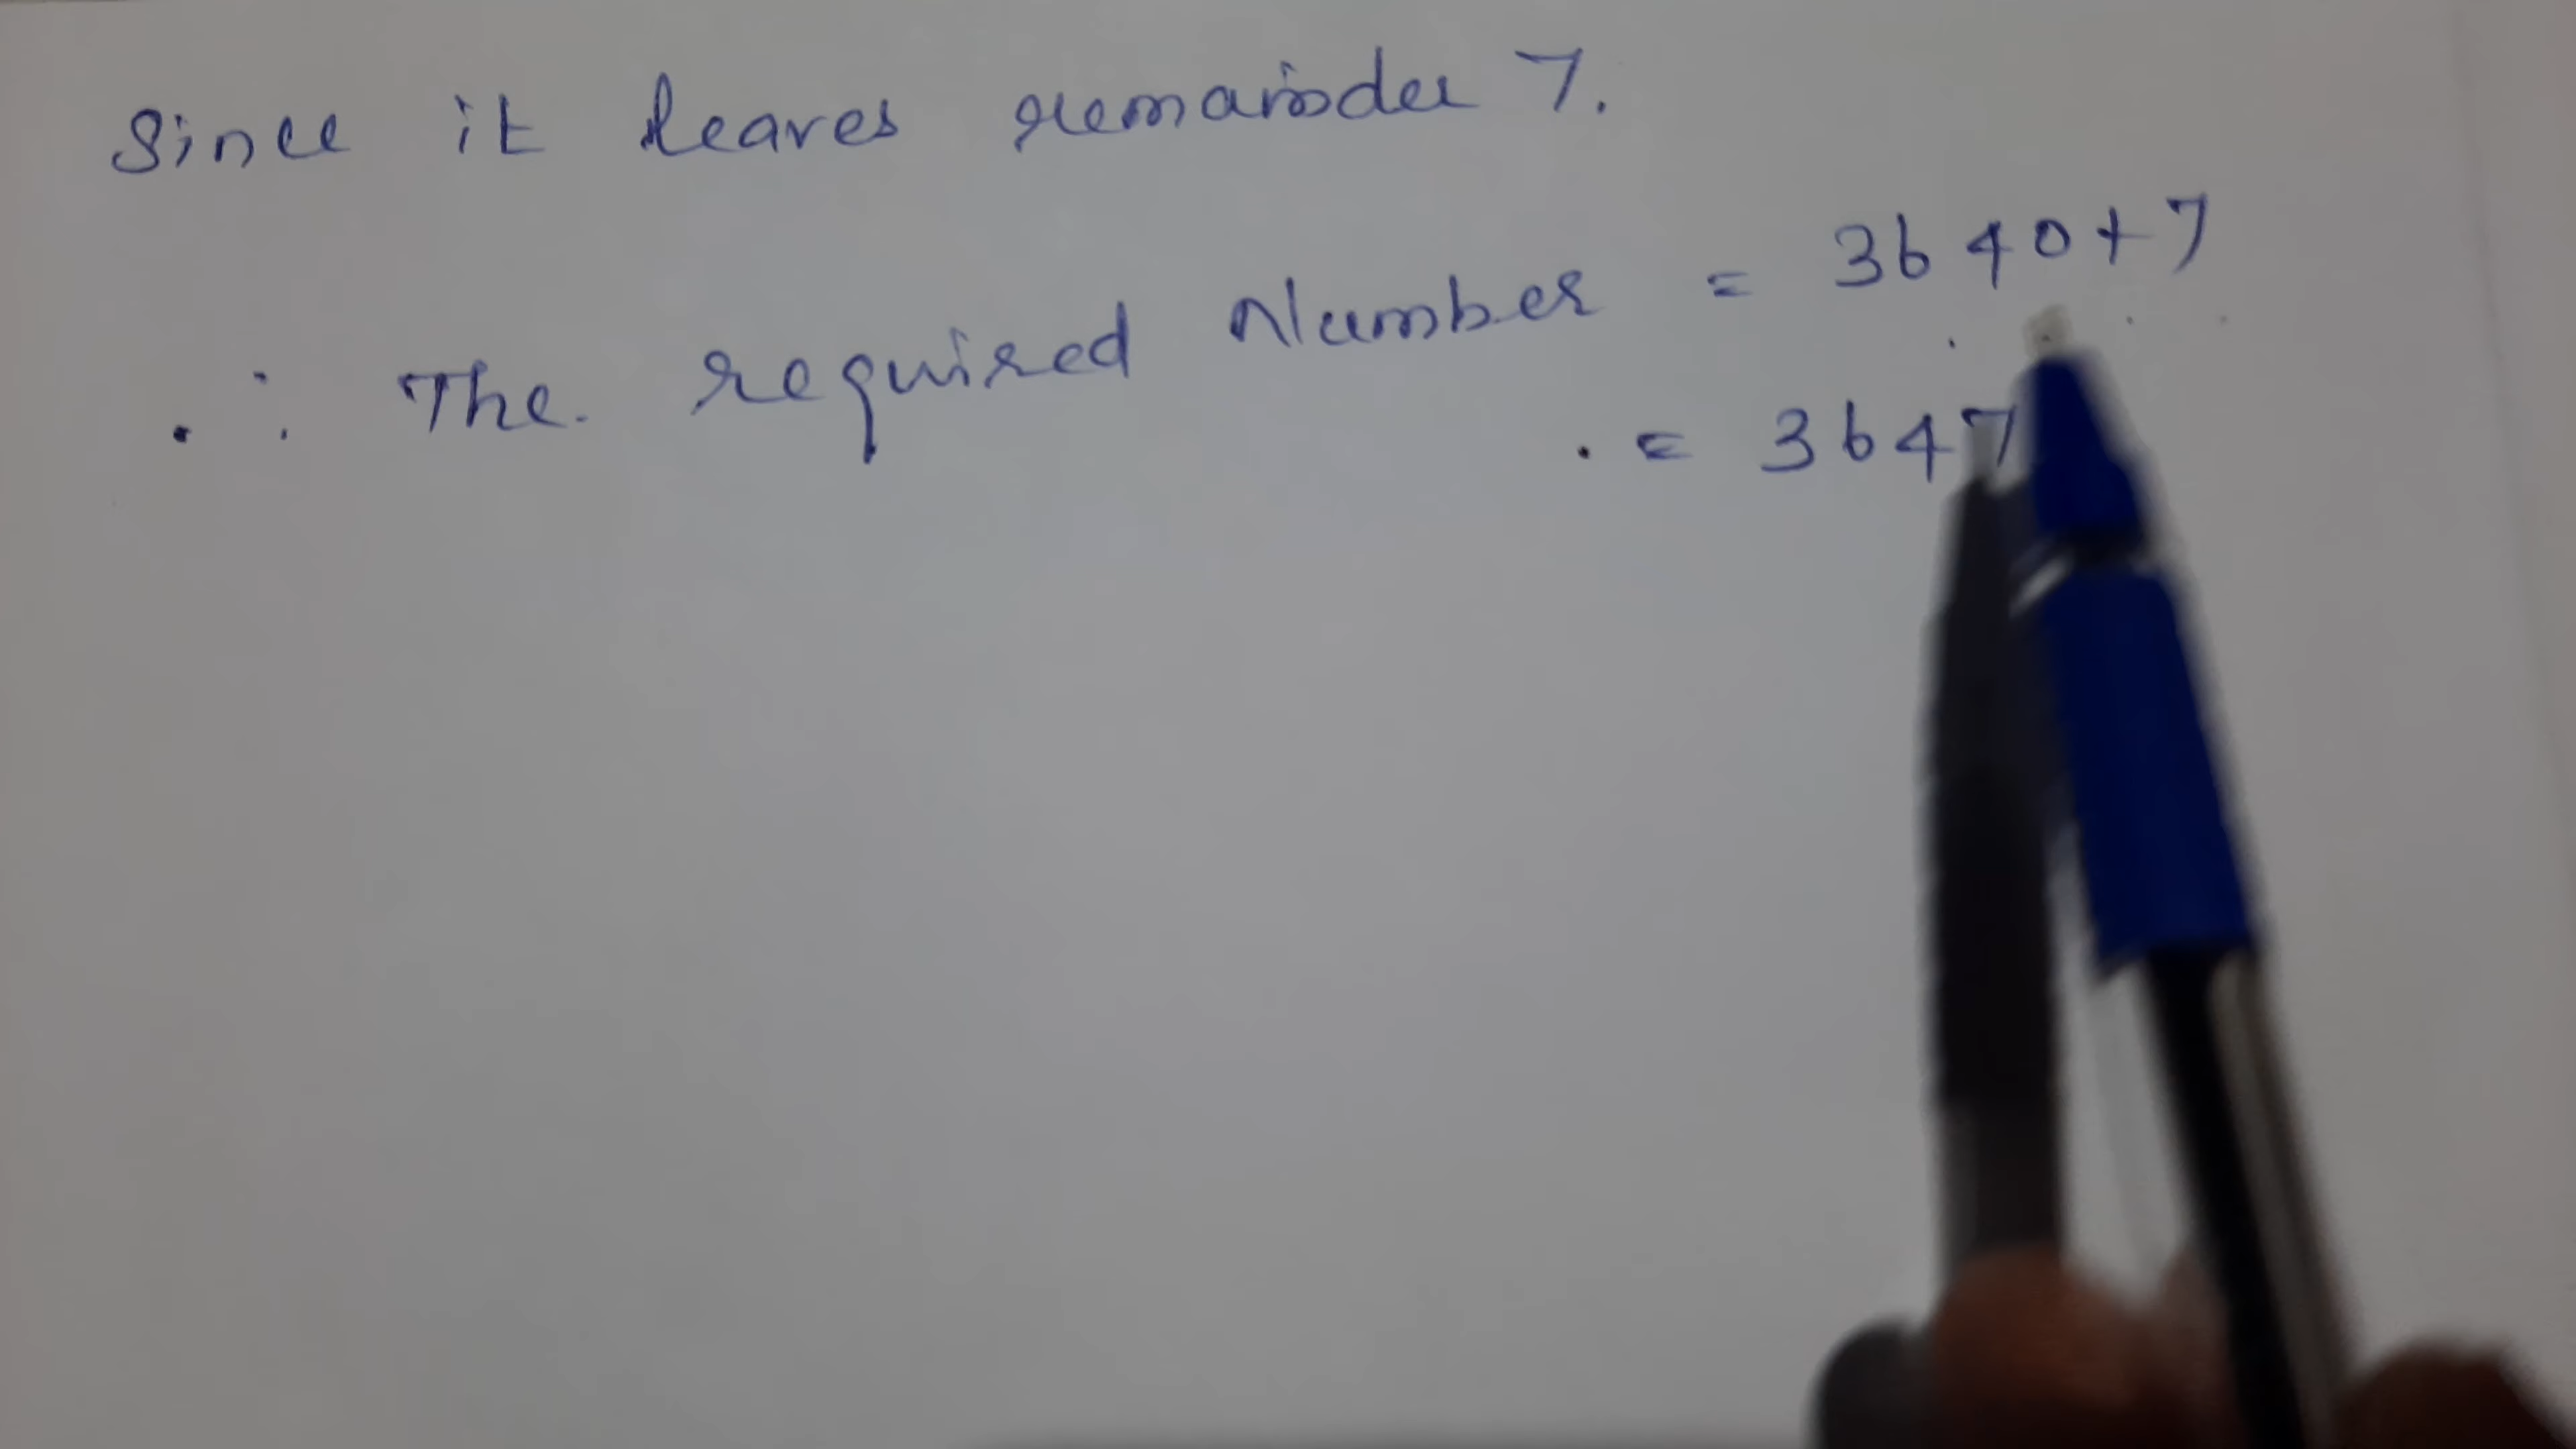 Since it leaves remainder 7.
∴ The required Number = 3640+7
= 3647